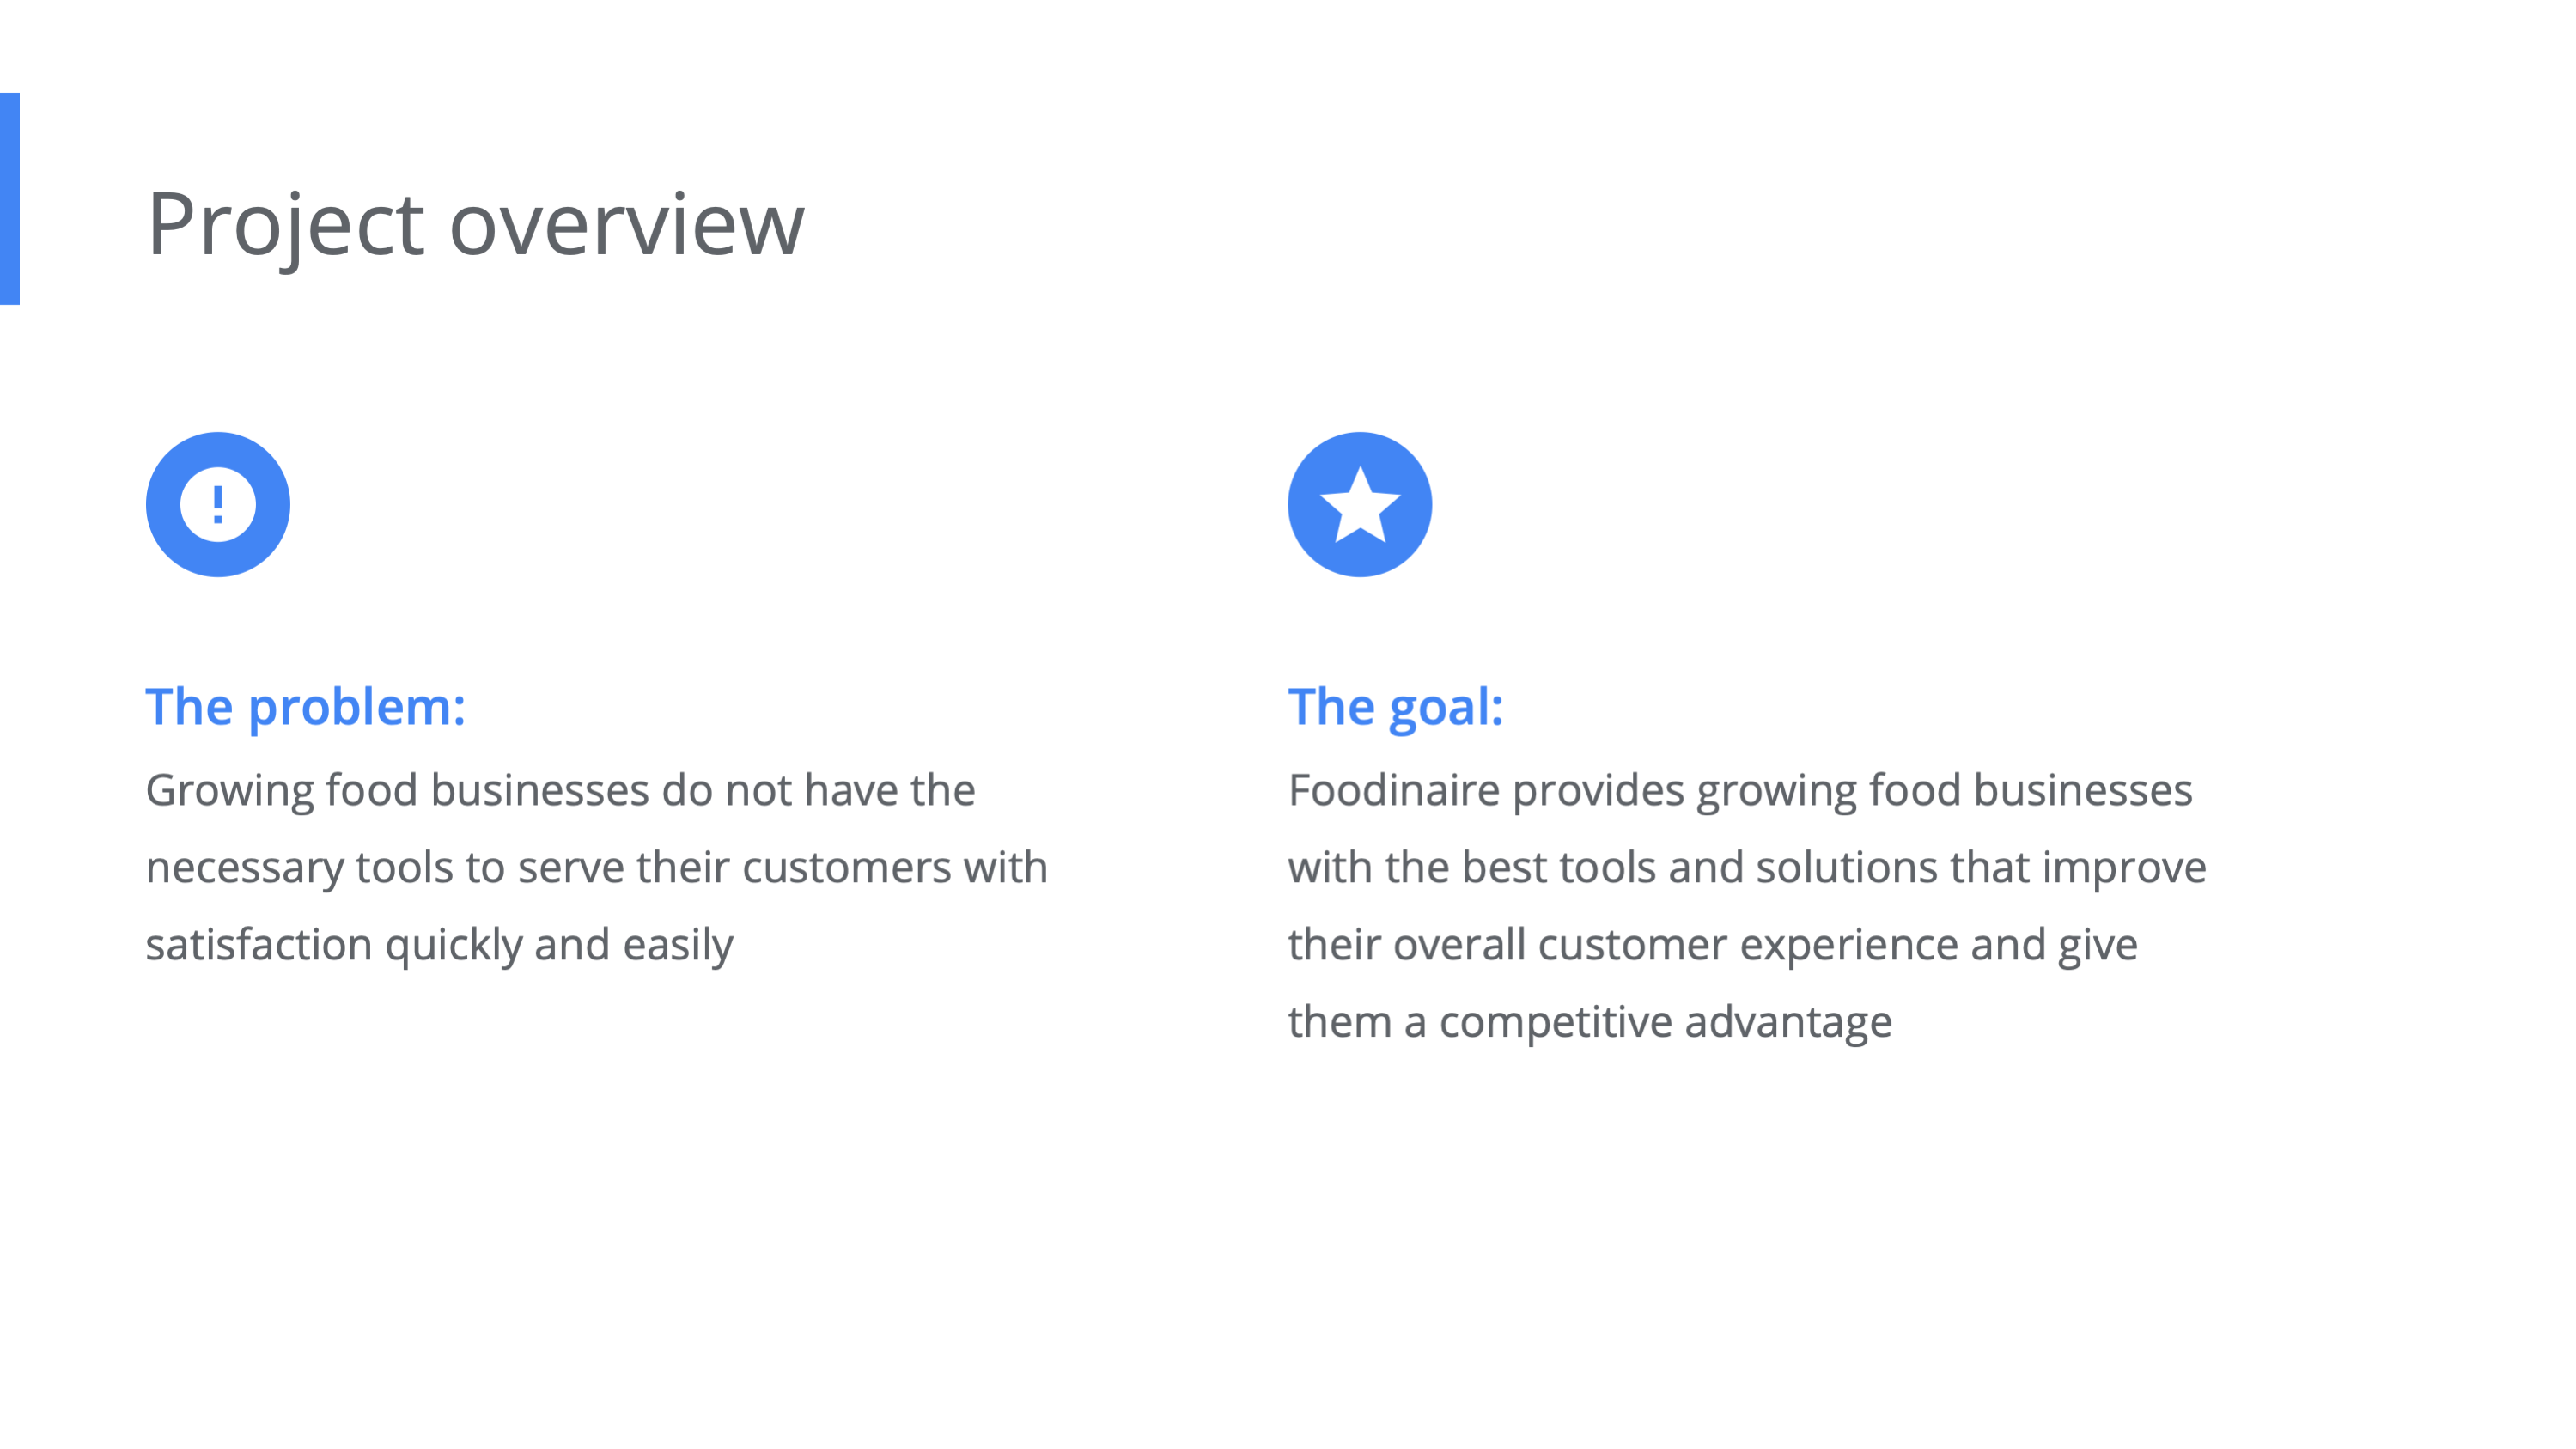 Project overview
The problem:
Growing food businesses do not have the
necessary tools to serve their customers with
satisfaction quickly and easily
The goal:
Foodinaire provides growing food businesses
with the best tools and solutions that improve
their overall customer experience and give
them a competitive advantage